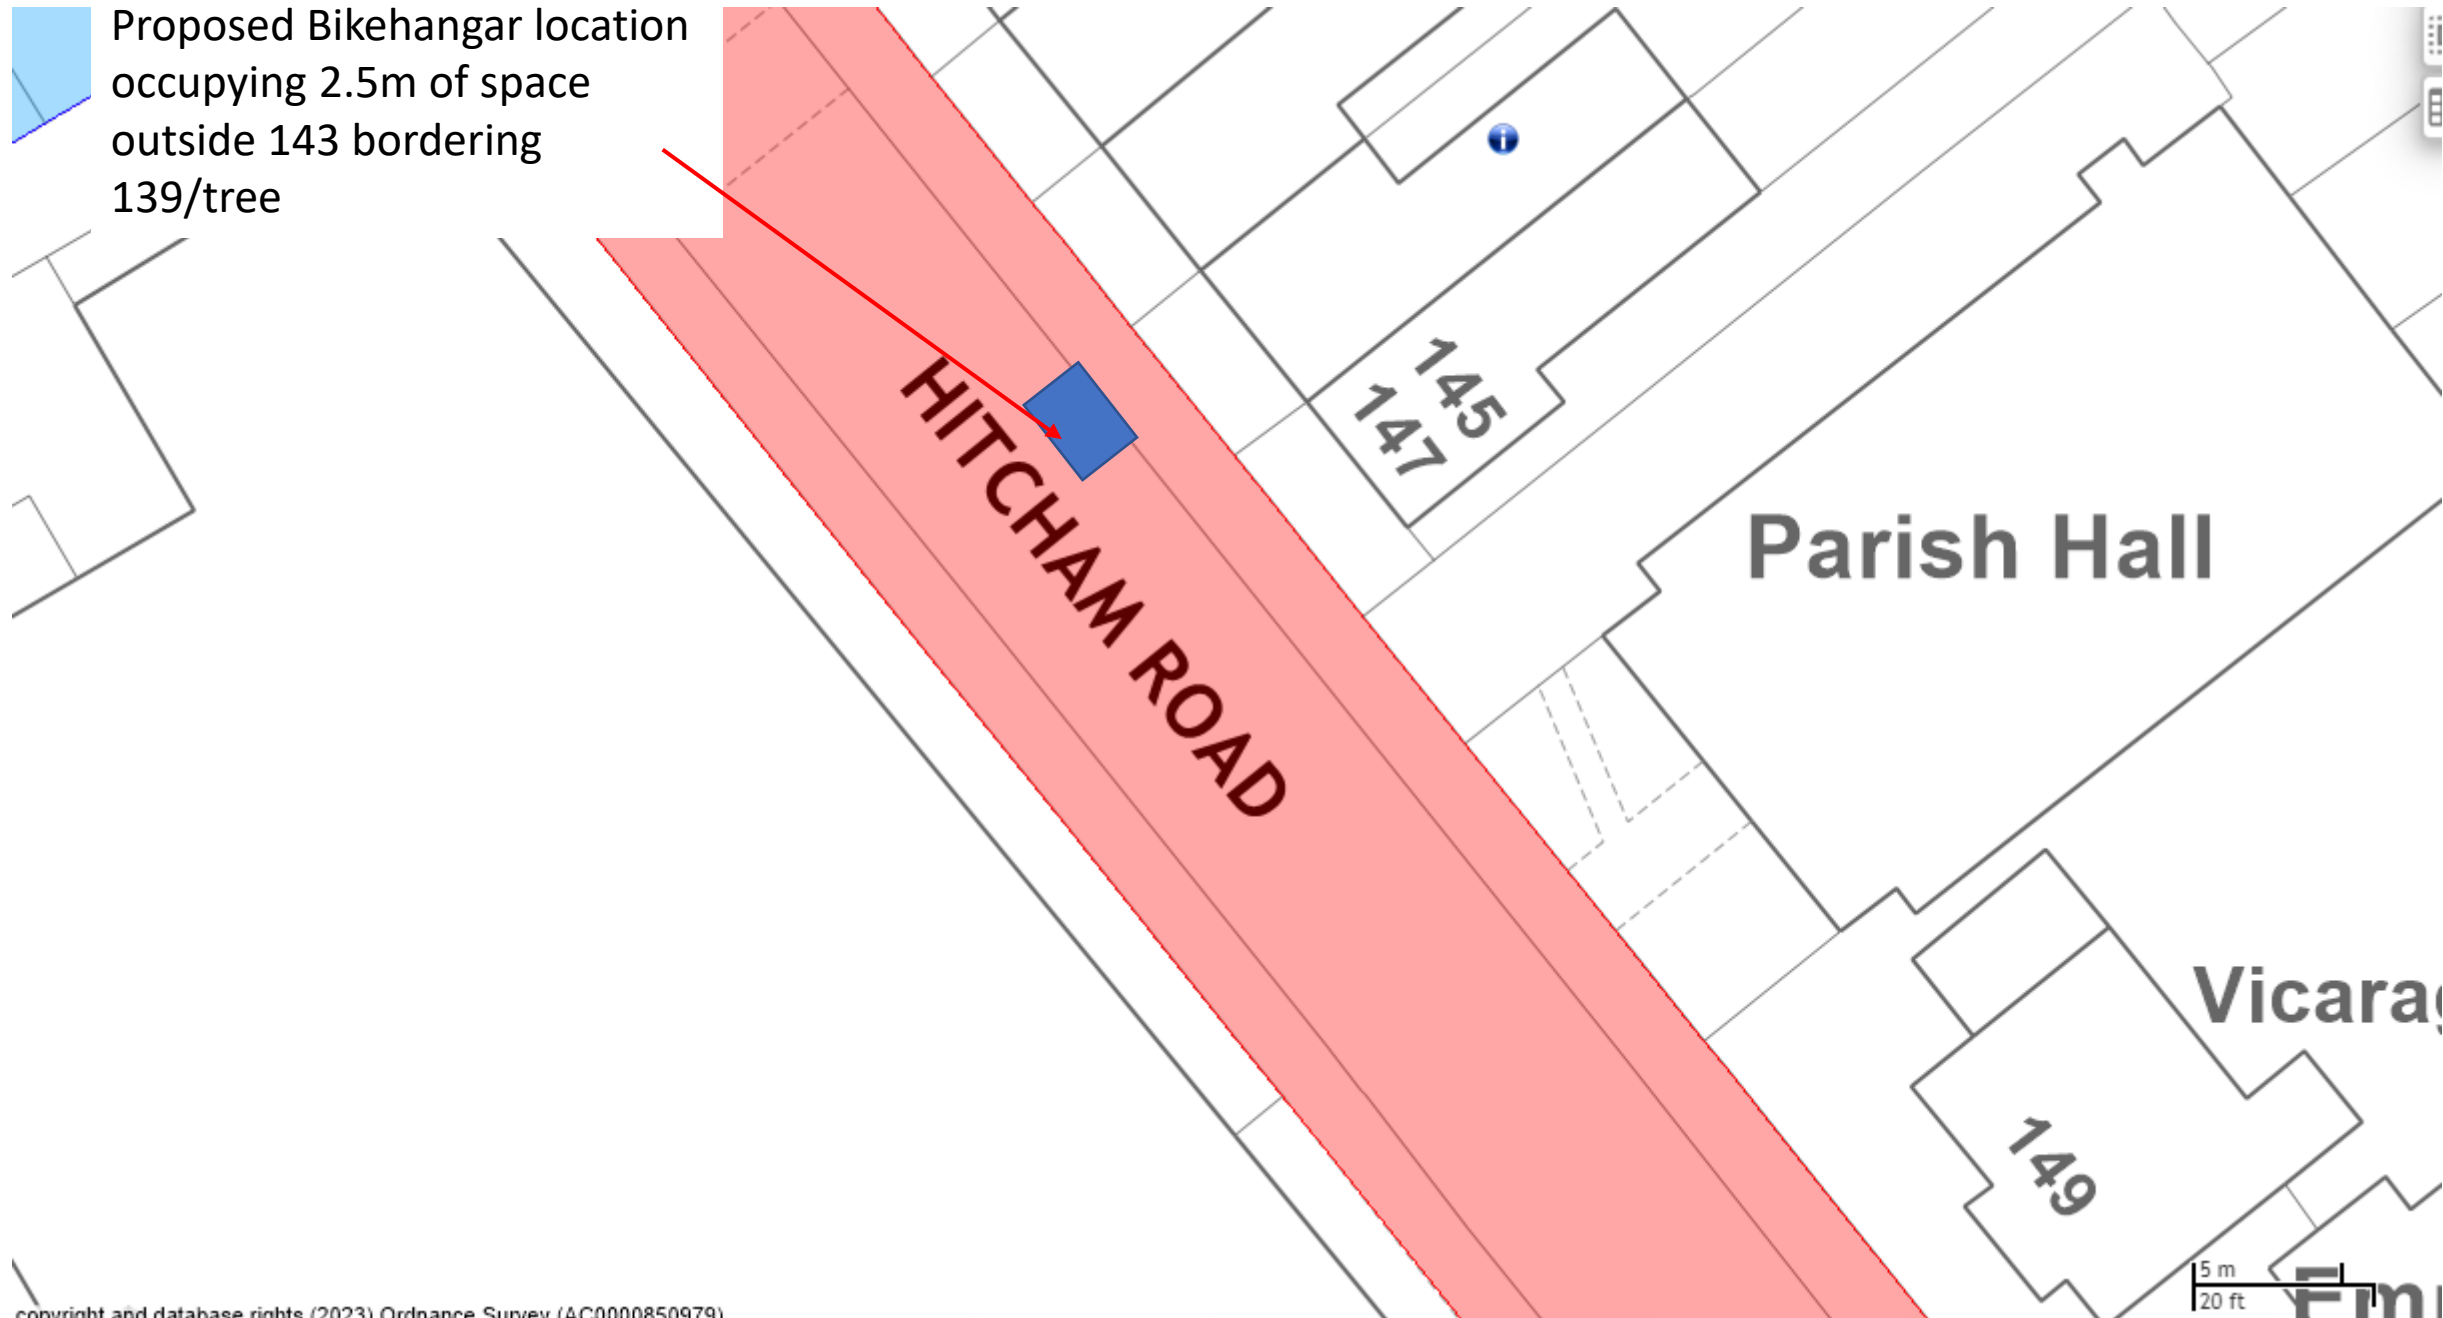 Proposed Bikehangar location
occupying 2.5m of space
outside 143 bordering
139/tree
HITCHAM ROAD
145
147
Parish Hall
Vicarag
149
5 m
20 ft
copyright and database rights (2023) Ordnance Survey (AC0000850979)